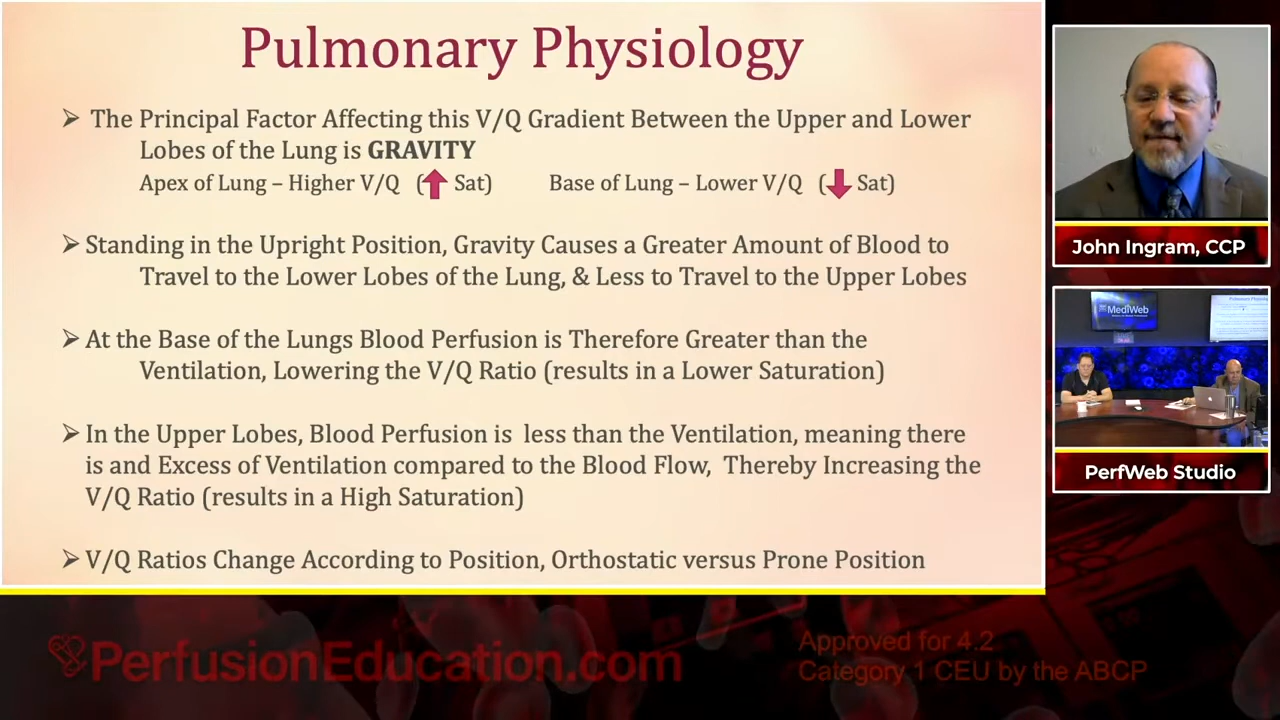 Pulmonary Physiology
➢ The Principal Factor Affecting this V/Q Gradient Between the Upper and Lower
Lobes of the Lung is GRAVITY
Apex of Lung – Higher V/Q (⬆ Sat) Base of Lung – Lower V/Q (⬇ Sat)
➢ Standing in the Upright Position, Gravity Causes a Greater Amount of Blood to
Travel to the Lower Lobes of the Lung, & Less to Travel to the Upper Lobes
➢ At the Base of the Lungs Blood Perfusion is Therefore Greater than the
Ventilation, Lowering the V/Q Ratio (results in a Lower Saturation)
➢ In the Upper Lobes, Blood Perfusion is less than the Ventilation, meaning there
is and Excess of Ventilation compared to the Blood Flow, Thereby Increasing the
V/Q Ratio (results in a High Saturation)
➢ V/Q Ratios Change According to Position, Orthostatic versus Prone Position
John Ingram, CCP
MediWeb
PerfWeb Studio
PerfusionEducation.com
Approved for 4.2
Category 1 CEU by the ABCP